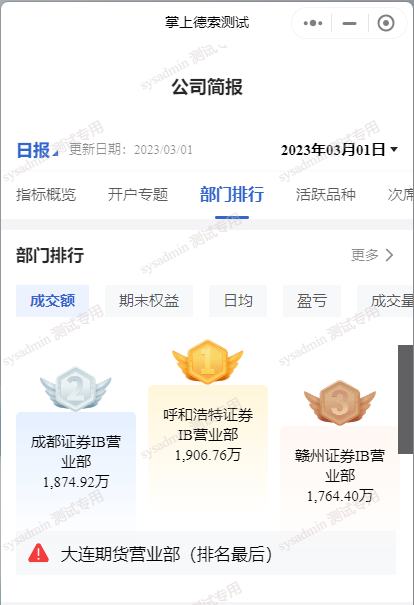 掌上德索测试
公司简报
日报
更新日期：2023/03/01
2023年03月01日
指标概览 开户专题 部门排行 活跃品种 次席
部门排行
更多
成交额 期末权益 日均 盈亏 成交量
2
成都证券IB营
业部
1,874.92万
1
呼和浩特证券
IB营业部
1,906.76万
3
赣州证券IB营
业部
1,764.40万
大连期货营业部（排名最后）
sysadmin 测试专用